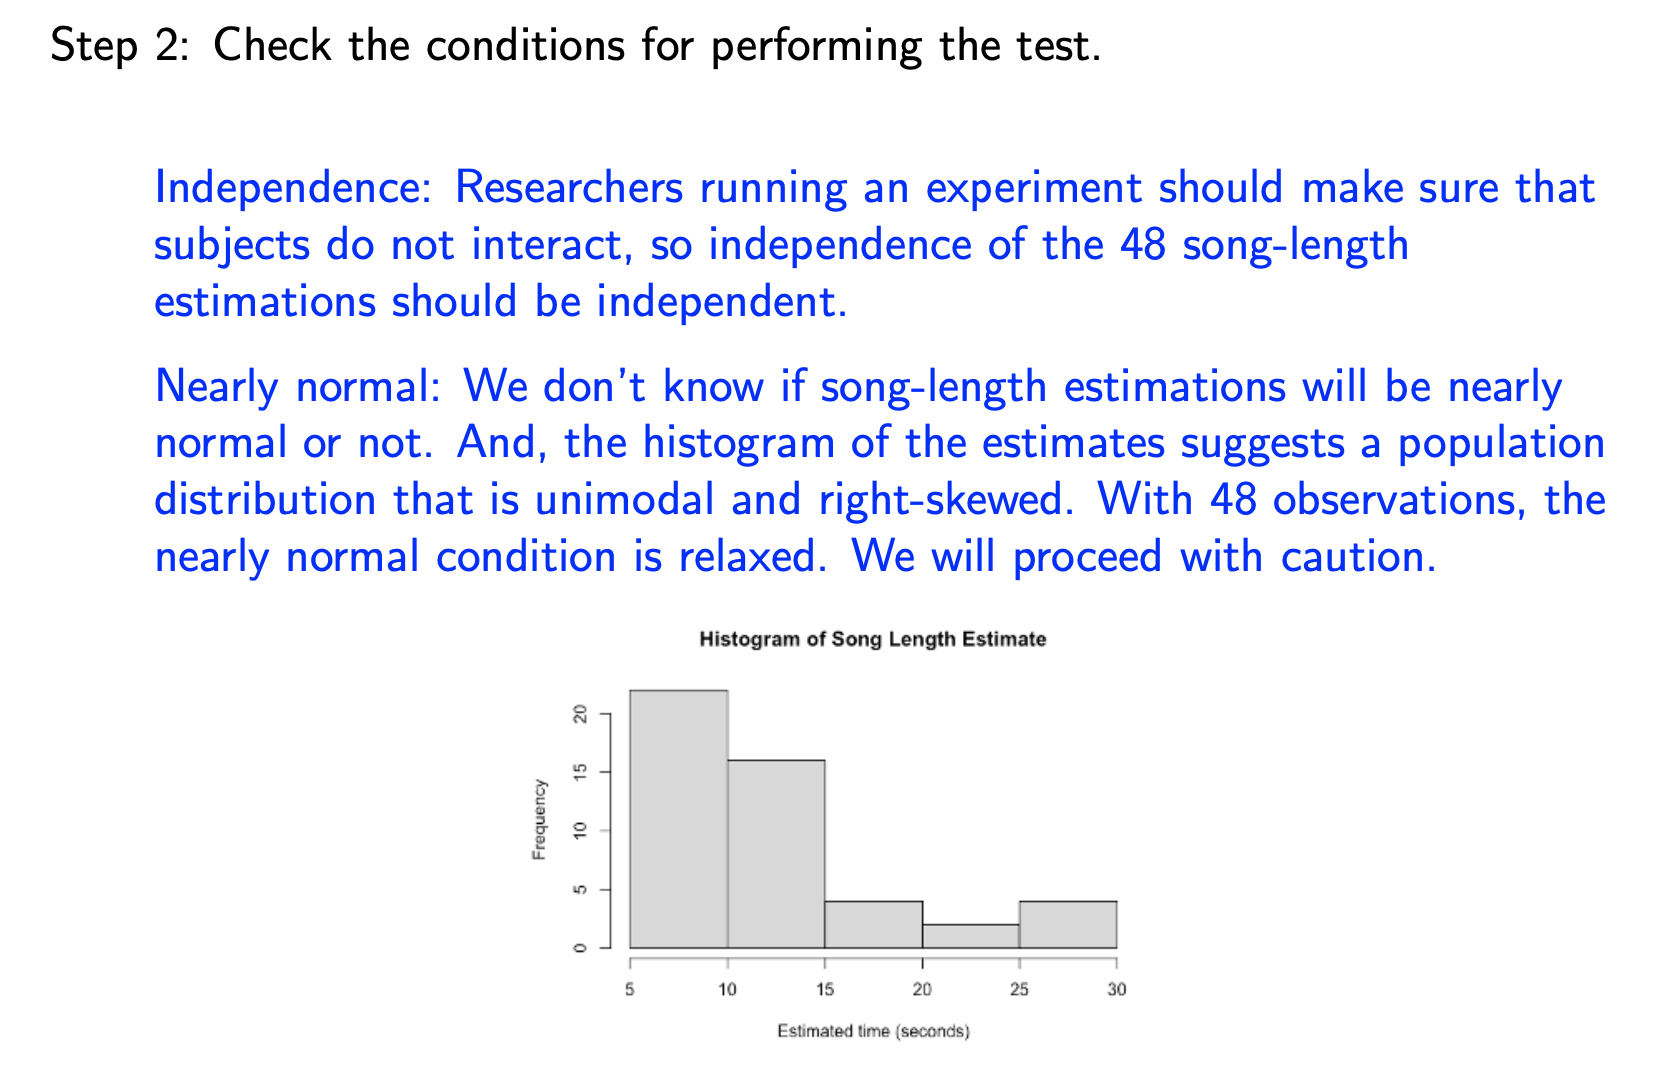 Step 2: Check the conditions for performing the test.
Independence: Researchers running an experiment should make sure that
subjects do not interact, so independence of the 48 song-length
estimations should be independent.
Nearly normal: We don't know if song-length estimations will be nearly
normal or not. And, the histogram of the estimates suggests a population
distribution that is unimodal and right-skewed. With 48 observations, the
nearly normal condition is relaxed. We will proceed with caution.
Histogram of Song Length Estimate
Frequency
20
15
10
5
0
5 10 15 20 25 30
Estimated time (seconds)